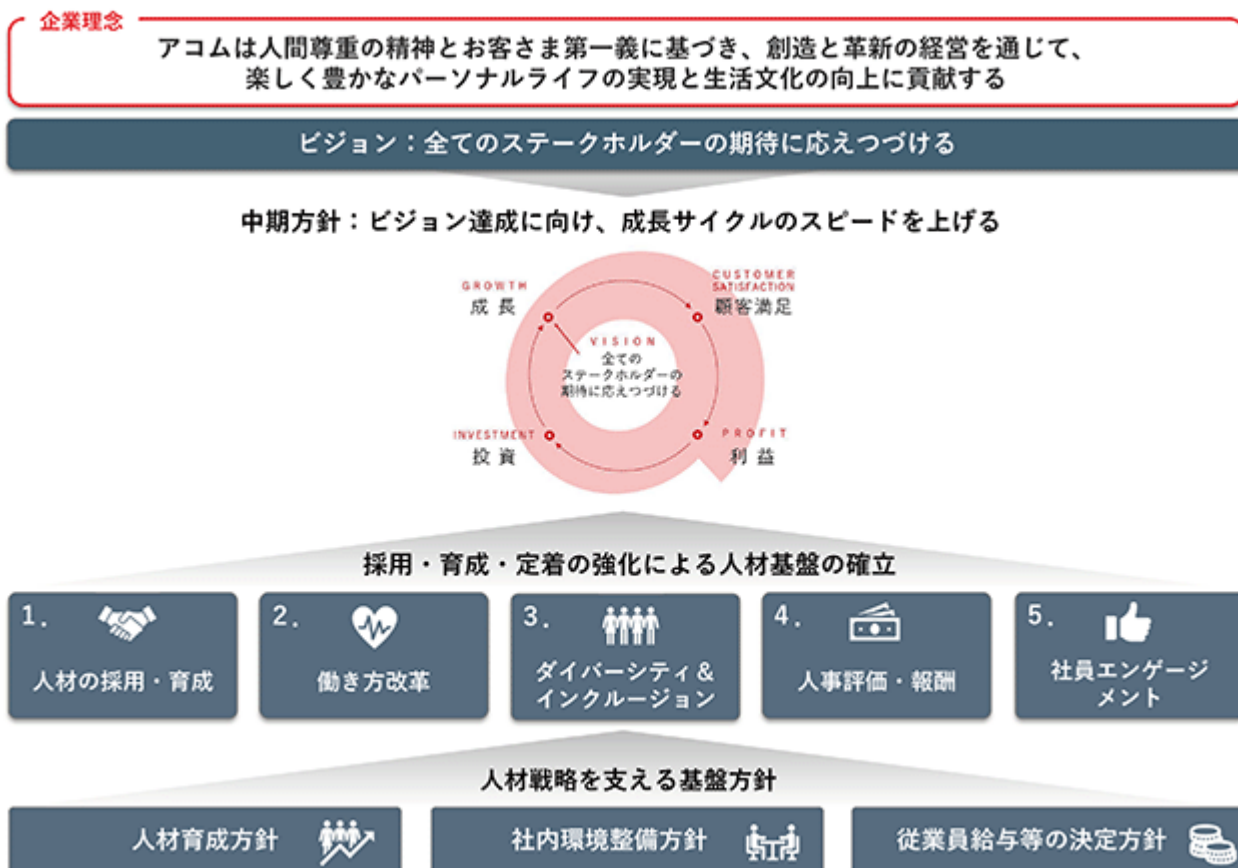 企業理念
アコムは人間尊重の精神とお客さま第一義に基づき、創造と革新の経営を通じて、
楽しく豊かなパーソナルライフの実現と生活文化の向上に貢献する
ビジョン：全てのステークホルダーの期待に応えつづける
中期方針：ビジョン達成に向け、成長サイクルのスピードを上げる
GROWTH
成長
CUSTOMER
SATISFACTION
顧客満足
VISION
全ての
ステークホルダーの
期待に応えつづける
INVESTMENT
投資
PROFIT
利益
採用・育成・定着の強化による人材基盤の確立
1.
人材の採用・育成
2.
働き方改革
3.
ダイバーシティ＆
インクルージョン
4.
人事評価・報酬
5.
社員エンゲージ
メント
人材戦略を支える基盤方針
人材育成方針
社内環境整備方針
従業員給与等の決定方針